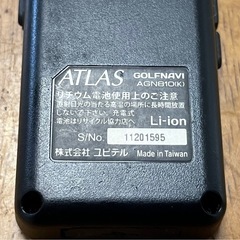 ATLAS GOLFNAVI
AGN810(K)
リチウム電池使用上のご注意
直射日光の当たる高温の場所に長時間放置
しないで下さい。充電式
電池はリサイクル協力店へ Li-ion
S/No. 11201595
株式会社 ユピテル Made in Taiwan